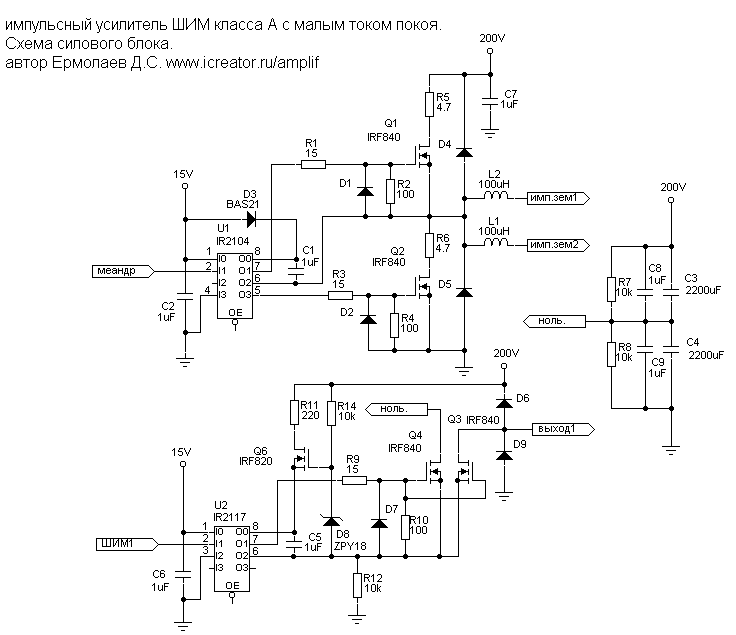 импульсный усилитель ШИМ класса А с малым током покоя.
Схема силового блока.
автор Ермолаев Д.С. www.icreator.ru/amplif
200V
R5
4.7
C7
1uF
Q1
IRF840
D4
R1
15
15V
D3
BAS21
D1
R2
100
L2
100uH
имп.зем1
200V
U1
IR2104
1
2
4
I0
I1
I2
I3
O0
O1
O2
O3
OE
8
7
6
5
C1
1uF
R6
4.7
L1
100uH
имп.зем2
Q2
IRF840
меандр
R3
15
D5
C2
1uF
D2
R4
100
R7
10k
C8
1uF
C3
2200uF
ноль.
R8
10k
C9
1uF
C4
2200uF
200V
R11
220
R14
10k
ноль.
Q3
IRF840
D6
выход1
Q4
IRF840
D9
15V
Q6
IRF820
R9
15
U2
IR2117
1
2
3
I0
I1
I2
I3
O0
O1
O2
O3
OE
8
7
6
ШИМ1
C5
1uF
D8
ZPY18
D7
R10
100
C6
1uF
R12
10k